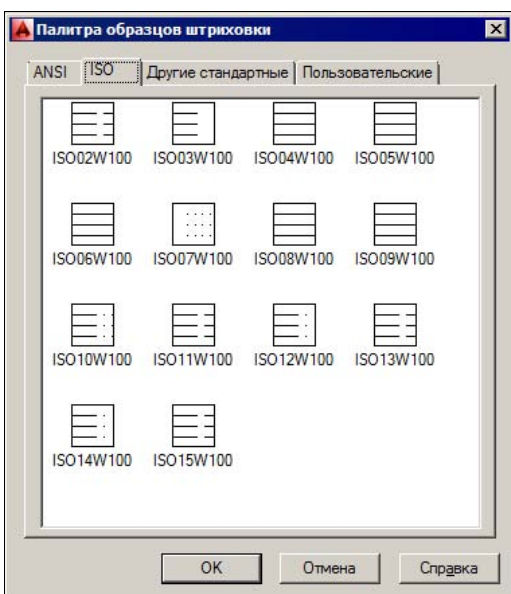 Палитра образцов штриховки
ANSI ISO Другие стандартные Пользовательские
ISO02W100 ISO03W100 ISO04W100 ISO05W100
ISO06W100 ISO07W100 ISO08W100 ISO09W100
ISO10W100 ISO11W100 ISO12W100 ISO13W100
ISO14W100 ISO15W100
OK Отмена Справка